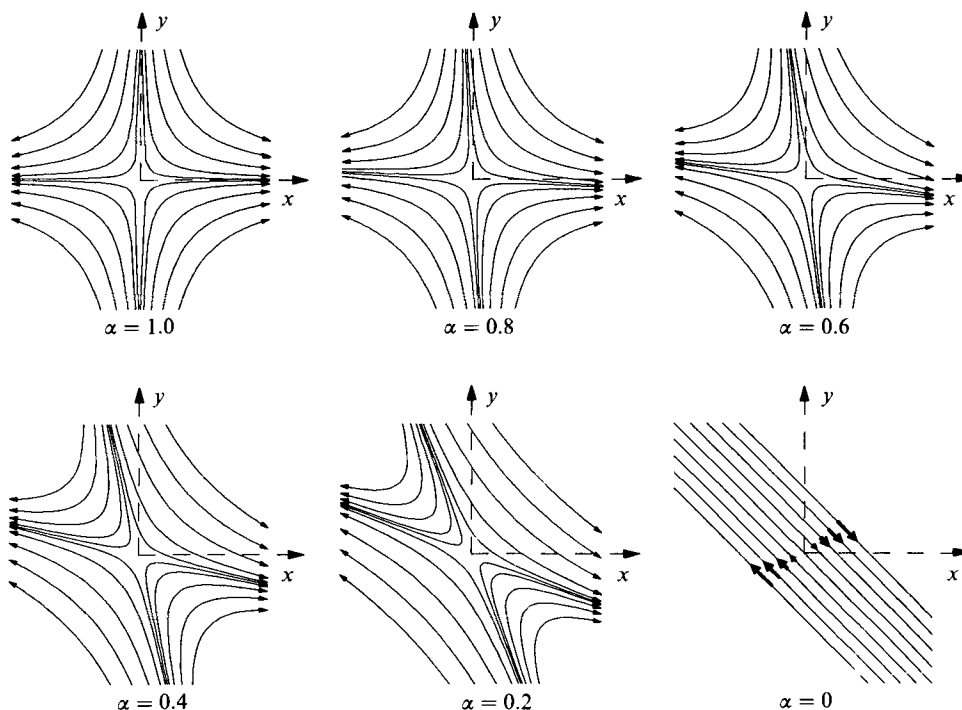 y y y
x x x
α = 1.0 α = 0.8 α = 0.6
y y y
x x x
α = 0.4 α = 0.2 α = 0